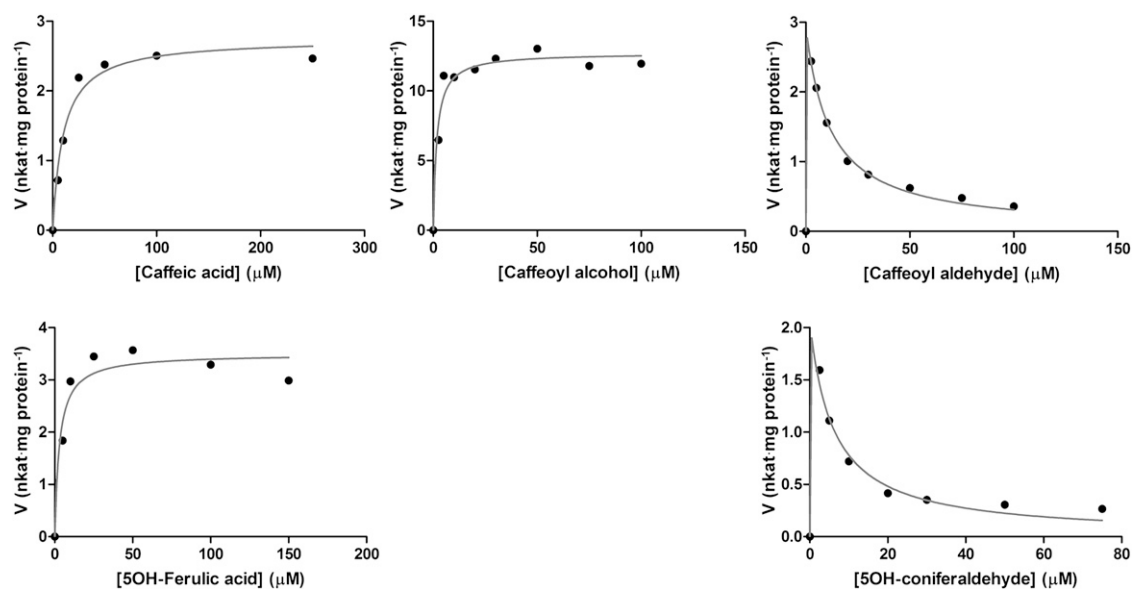 V (nkat·mg protein⁻¹)
3
2
1
0
0 100 200 300
[Caffeic acid] (μM)
V (nkat·mg protein⁻¹)
15
10
5
0
0 50 100 150
[Caffeoyl alcohol] (μM)
V (nkat·mg protein⁻¹)
3
2
1
0
0 50 100 150
[Caffeoyl aldehyde] (μM)
V (nkat·mg protein⁻¹)
4
3
2
1
0
0 50 100 150 200
[5OH-Ferulic acid] (μM)
V (nkat·mg protein⁻¹)
2.0
1.5
1.0
0.5
0.0
0 20 40 60 80
[5OH-coniferaldehyde] (μM)